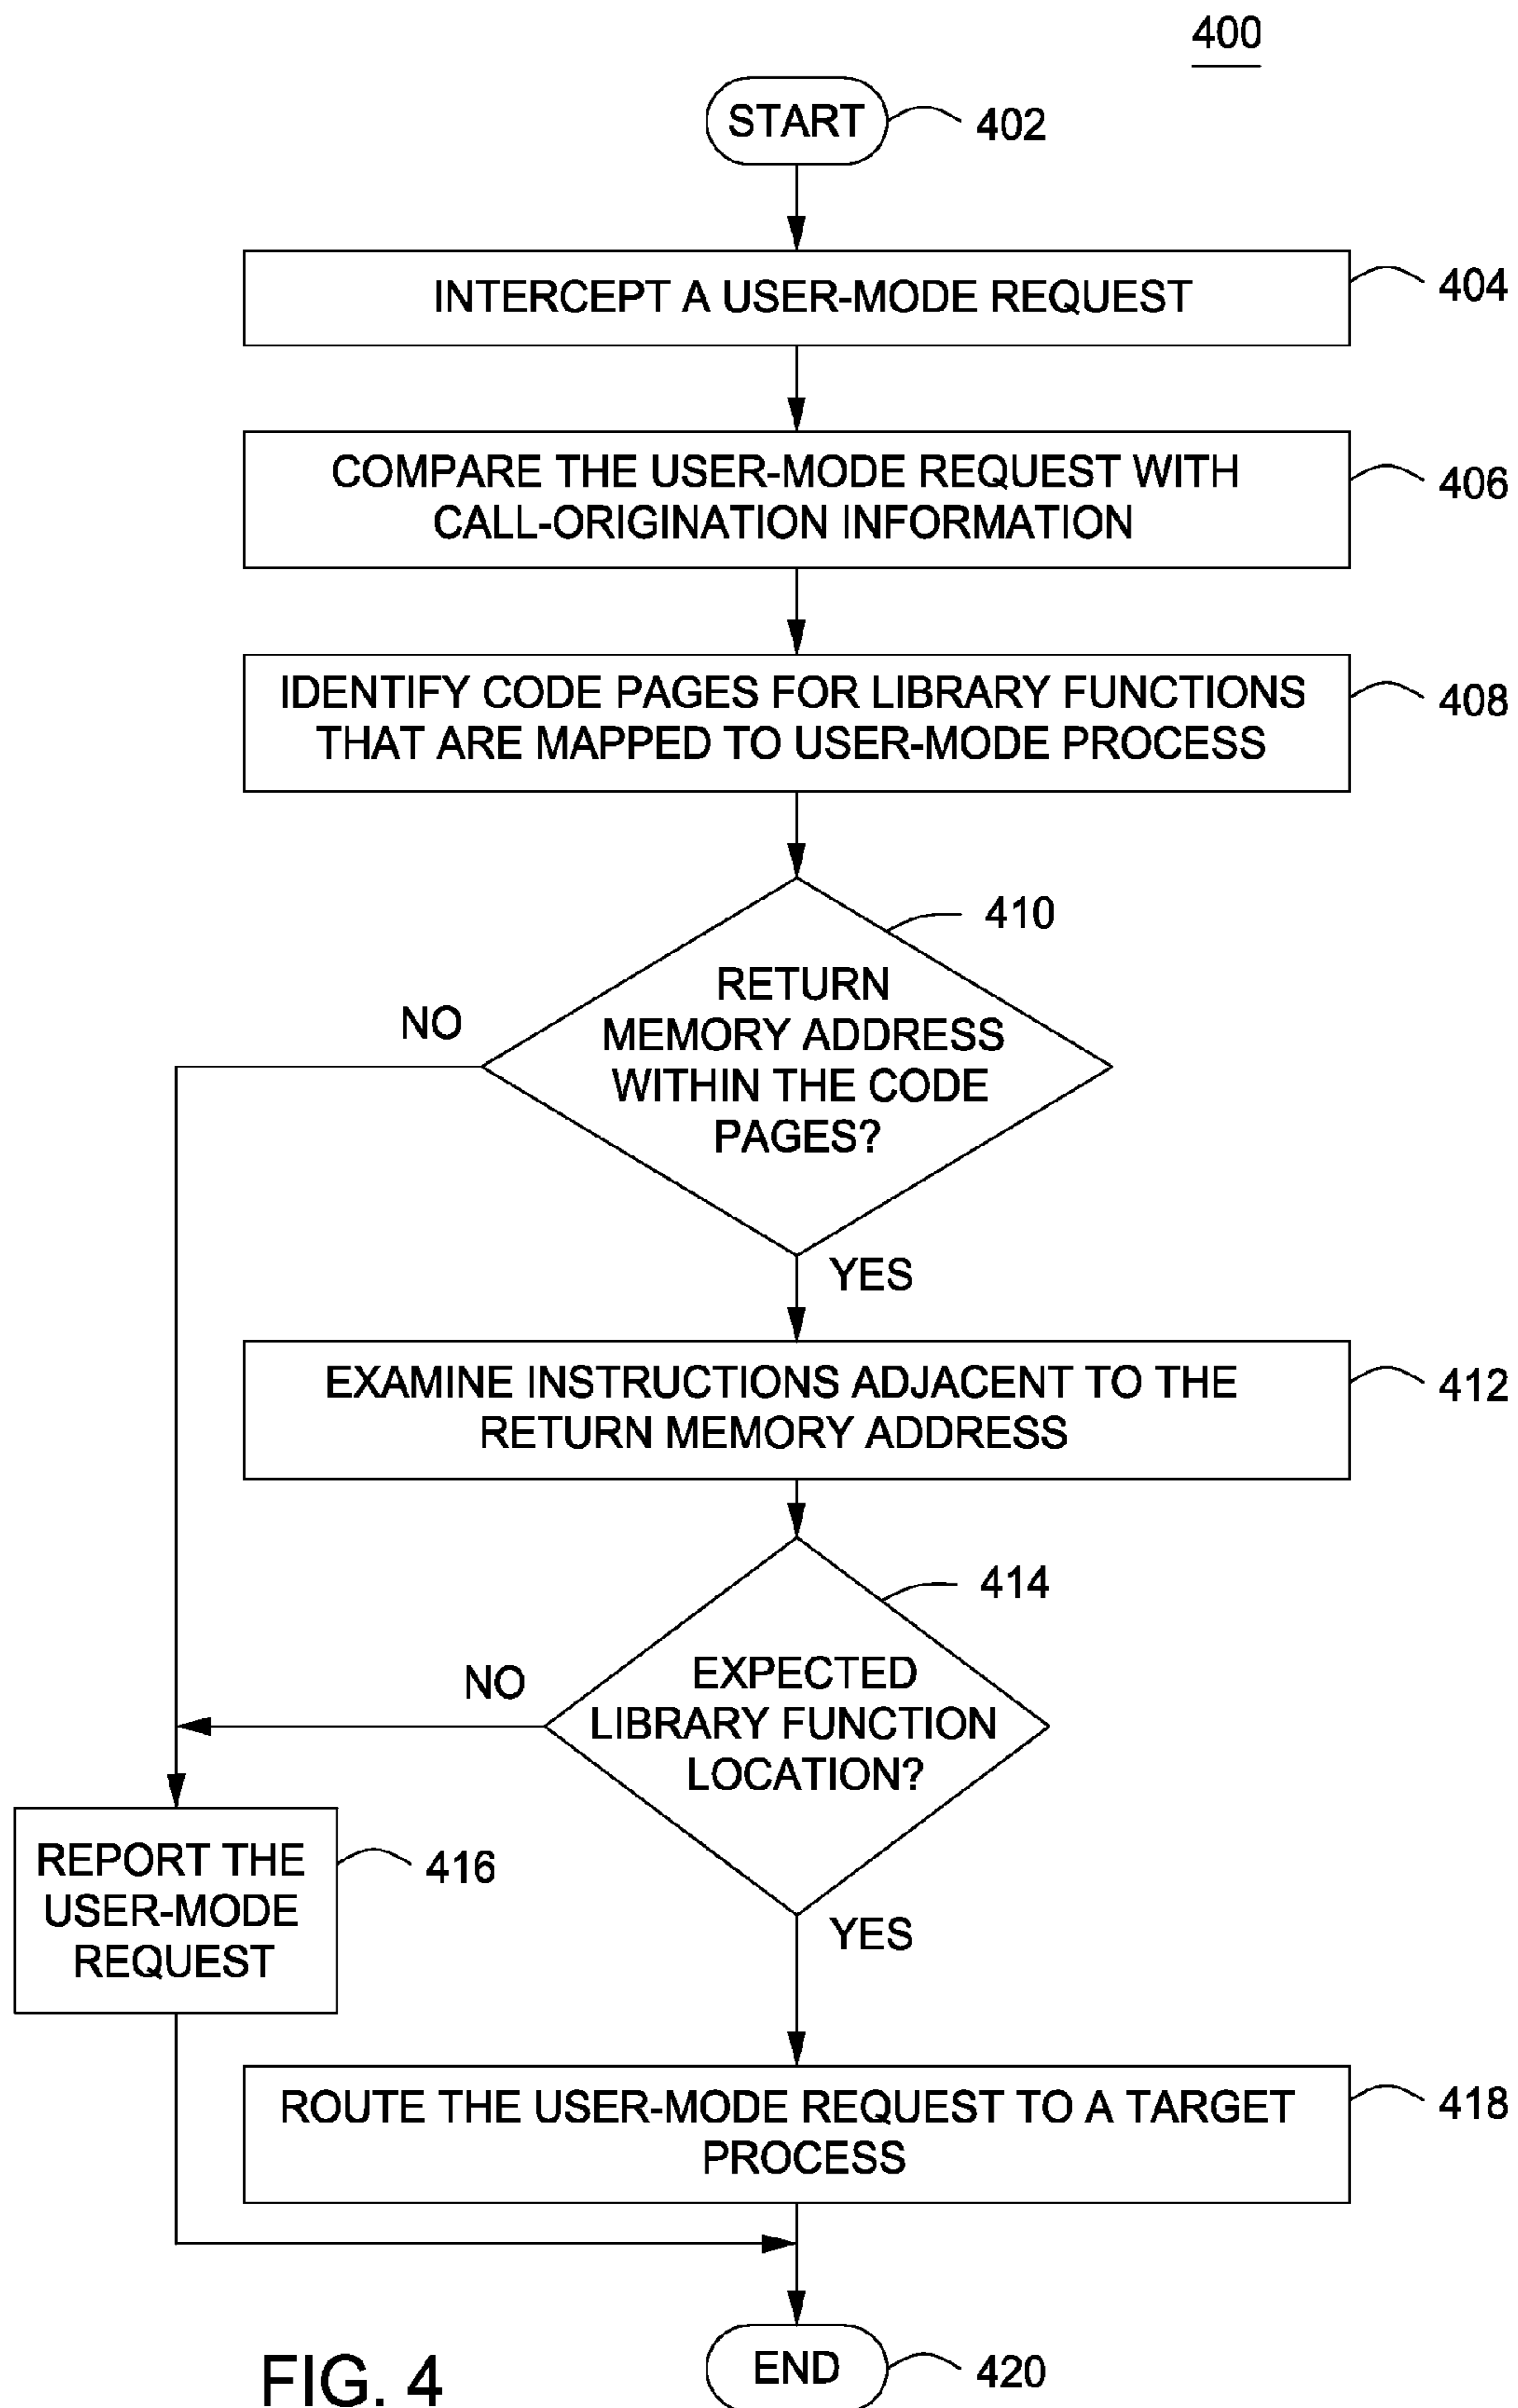 400
START
402
INTERCEPT A USER-MODE REQUEST
404
COMPARE THE USER-MODE REQUEST WITH
CALL-ORIGINATION INFORMATION
406
IDENTIFY CODE PAGES FOR LIBRARY FUNCTIONS
THAT ARE MAPPED TO USER-MODE PROCESS
408
410
RETURN
MEMORY ADDRESS
WITHIN THE CODE
PAGES?
NO
YES
EXAMINE INSTRUCTIONS ADJACENT TO THE
RETURN MEMORY ADDRESS
412
414
EXPECTED
LIBRARY FUNCTION
LOCATION?
NO
YES
REPORT THE
USER-MODE
REQUEST
416
ROUTE THE USER-MODE REQUEST TO A TARGET
PROCESS
418
END
420
FIG. 4